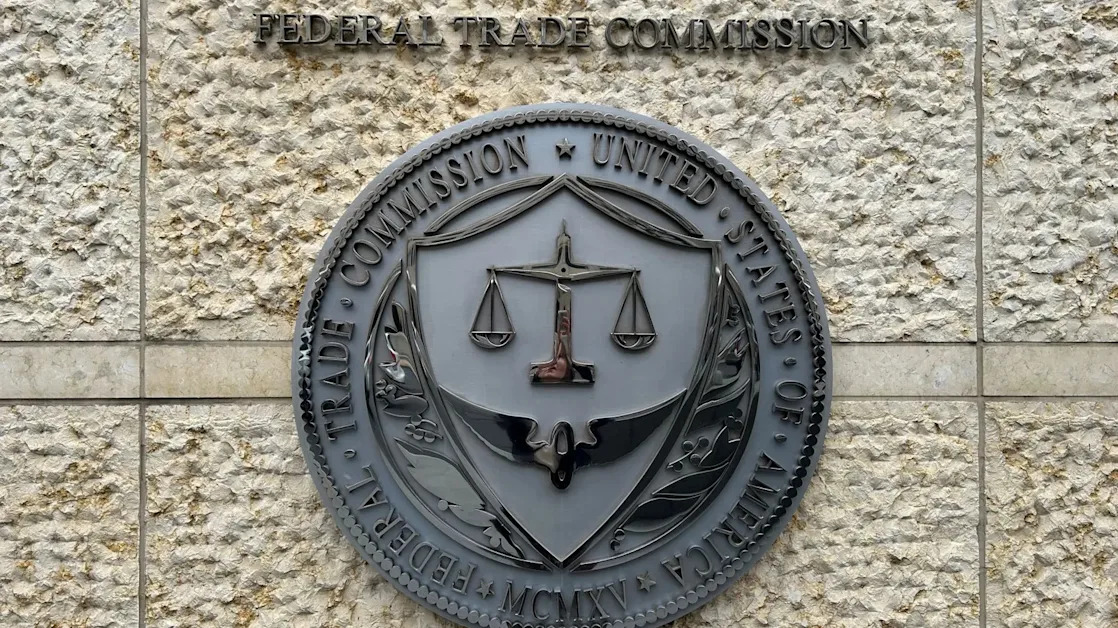 FEDERAL TRADE COMMISSION
FEDERAL · TRADE · COMMISSION ★ UNITED · STATES · OF · AMERICA ★
MCMXV ★